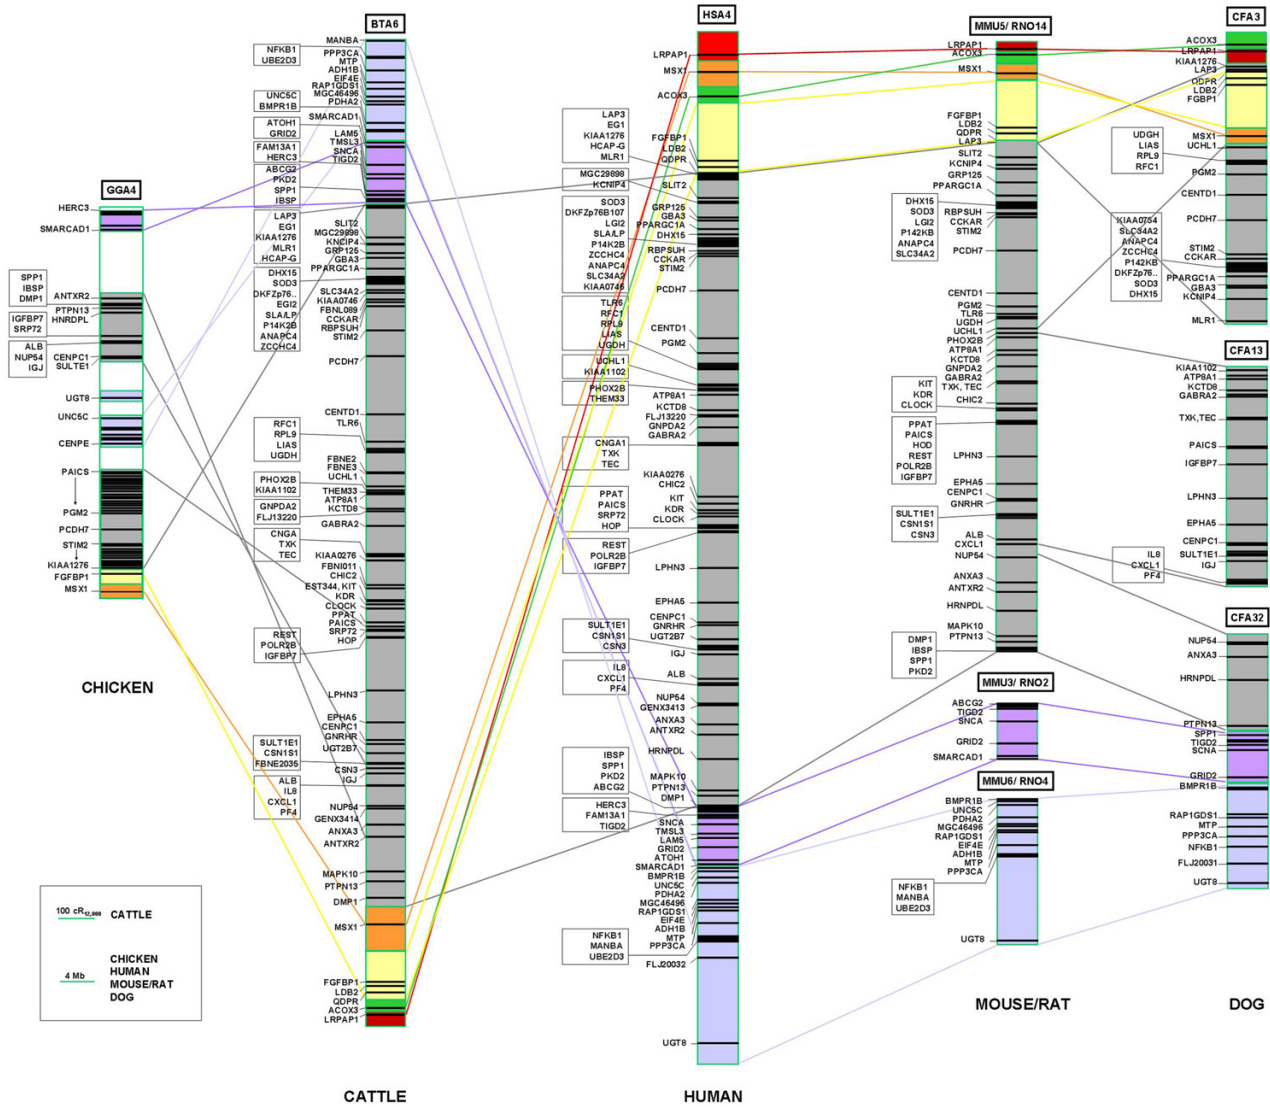 GGA4
HERC3
SMARCAD1
SPP1
IBSP
DMP1
ANTXR2
PTPN13
HNRDPL
IGFBP7
SRP72
ALB
NUP54
IGJ
CENPC1
SULTE1
UGT8
UNC5C
CENPE
PAICS
PGM2
PCDH7
STIM2
KIAA1276
FGFBP1
MSX1
CHICKEN
BTA6
MANBA
NFKB1
UBE2D3
PPP3CA
MTP
ADH1B
EIF4E
RAP1GDS1
MGC46496
PDHA2
UNC5C
BMPR1B
SMARCAD1
ATOH1
GRID2
LAM5
TMSL3
SNCA
TIGD2
FAM13A1
HERC3
ABCG2
PKD2
SPP1
IBSP
LAP3
EG1
KIAA1276
MLR1
HCAP-G
SLIT2
MGC29898
KNCIP4
GRP125
GBA3
PPARGC1A
DHX15
SOD3
DKFZp76..
EGI2
SLA/LP
P14K2B
ANAPC4
ZCCHC4
SLC34A2
KIAA0746
FBNL089
CCKAR
RBPSUH
STIM2
PCDH7
CENTD1
TLR6
RFC1
RPL9
LIAS
UGDH
FBNE2
FBNE3
UCHL1
PHOX2B
KIAA1102
THEM33
ATP8A1
KCTD8
GNPDA2
FLJ13220
GABRA2
CNGA
TXK
TEC
KIAA0276
FBNI011
CHIC2
EST344, KIT
KDR
CLOCK
PPAT
PAICS
SRP72
HOP
REST
POLR2B
IGFBP7
LPHN3
EPHA5
CENPC1
GNRHR
UGT2B7
SULT1E1
CSN1S1
FBNE2035
CSN3
IGJ
ALB
IL8
CXCL1
PF4
NUP54
GENX3414
ANXA3
ANTXR2
MAPK10
PTPN13
DMP1
MSX1
FGFBP1
LDB2
QDPR
ACOX3
LRPAP1
CATTLE
HSA4
LRPAP1
MSX1
ACOX3
LAP3
EG1
KIAA1276
HCAP-G
MLR1
FGFBP1
LDB2
QDPR
MGC29898
KCNIP4
SLIT2
SOD3
DKFZp76B107
LGI2
SLA/LP
P14K2B
ZCCHC4
ANAPC4
SLC34A2
KIAA0746
GRP125
GBA3
PPARGC1A
DHX15
RBPSUH
CCKAR
STIM2
PCDH7
TLR6
RFC1
RPL9
LIAS
UGDH
CENTD1
PGM2
UCHL1
KIAA1102
PHOX2B
THEM33
ATP8A1
KCTD8
FLJ13220
GNPDA2
GABRA2
CNGA1
TXK
TEC
KIAA0276
CHIC2
KIT
KDR
CLOCK
PPAT
PAICS
SRP72
HOP
REST
POLR2B
IGFBP7
LPHN3
EPHA5
CENPC1
GNRHR
UGT2B7
SULT1E1
CSN1S1
CSN3
IGJ
ALB
IL8
CXCL1
PF4
NUP54
GENX3413
ANXA3
ANTXR2
HRNPDL
MAPK10
PTPN13
DMP1
IBSP
SPP1
PKD2
ABCG2
HERC3
FAM13A1
TIGD2
SNCA
TMSL3
LAM5
GRID2
ATOH1
SMARCAD1
BMPR1B
UNC5C
PDHA2
MGC46496
RAP1GDS1
EIF4E
ADH1B
MTP
PPP3CA
NFKB1
MANBA
UBE2D3
FLJ20032
UGT8
HUMAN
MMU5/ RNO14
LRPAP1
ACOX3
MSX1
FGFBP1
LDB2
QDPR
LAP3
SLIT2
KCNIP4
GRP125
PPARGC1A
DHX15
SOD3
LGI2
P142KB
ANAPC4
SLC34A2
RBPSUH
CCKAR
STIM2
PCDH7
CENTD1
PGM2
TLR6
UGDH
UCHL1
PHOX2B
ATP8A1
KCTD8
GNPDA2
GABRA2
TXK, TEC
CHIC2
KIT
KDR
CLOCK
PPAT
PAICS
HOD
REST
POLR2B
IGFBP7
LPHN3
EPHA5
CENPC1
GNRHR
SULT1E1
CSN1S1
CSN3
ALB
CXCL1
NUP54
ANXA3
ANTXR2
HRNPDL
MAPK10
PTPN13
DMP1
IBSP
SPP1
PKD2
MMU3/ RNO2
ABCG2
TIGD2
SNCA
GRID2
SMARCAD1
MMU6/ RNO4
BMPR1B
UNC5C
PDHA2
MGC46496
RAP1GDS1
EIF4E
ADH1B
MTP
PPP3CA
NFKB1
MANBA
UBE2D3
UGT8
MOUSE/RAT
CFA3
ACOX3
LRPAP1
KIAA1276
LAP3
QDPR
LDB2
FGBP1
MSX1
UCHL1
UDGH
LIAS
RPL9
RFC1
PGM2
CENTD1
PCDH7
KIAA0754
SLC34A2
ANAPC4
ZCCHC4
P142KB
DKFZp76..
SOD3
DHX15
STIM2
CCKAR
PPARGC1A
GBA3
KCNIP4
MLR1
CFA13
KIAA1102
ATP8A1
KCTD8
GABRA2
TXK,TEC
PAICS
IGFBP7
LPHN3
EPHA5
CENPC1
SULT1E1
IGJ
IL8
CXCL1
PF4
CFA32
NUP54
ANXA3
HRNPDL
PTPN13
SPP1
TIGD2
SCNA
GRID2
BMPR1B
RAP1GDS1
MTP
PPP3CA
NFKB1
FLJ20031
UGT8
DOG
100 cR12,000 CATTLE
4 Mb
CHICKEN
HUMAN
MOUSE/RAT
DOG